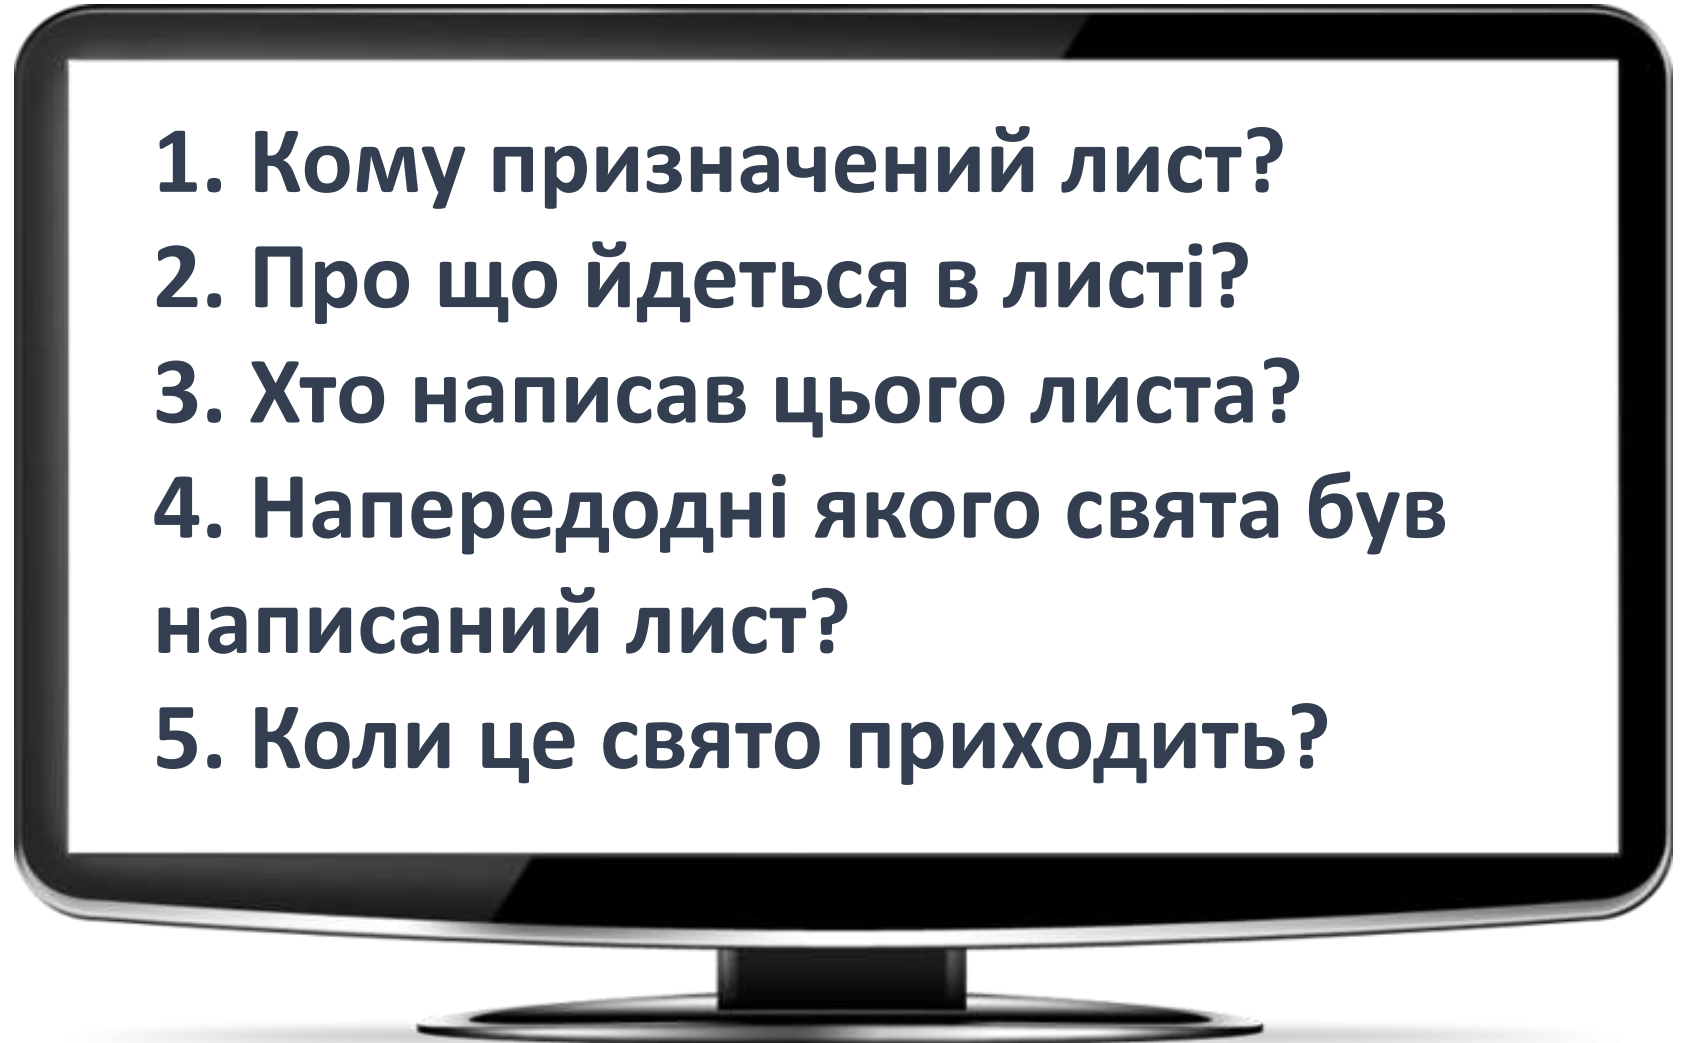 1. Кому призначений лист?
2. Про що йдеться в листі?
3. Хто написав цього листа?
4. Напередодні якого свята був
написаний лист?
5. Коли це свято приходить?